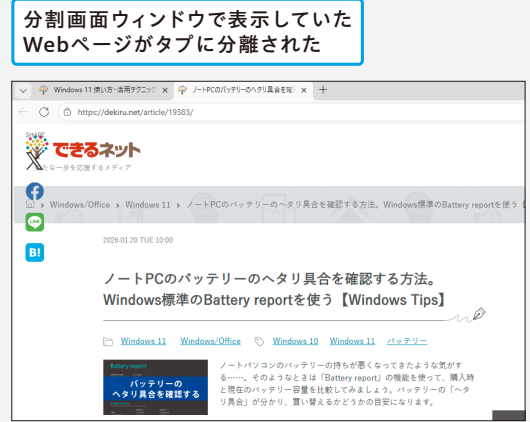 分割画面ウィンドウで表示していた
Webページがタブに分離された
Windows 11 使い方・活用テクニック
ノートPCのバッテリーのヘタリ具合を確認
https://dekiru.net/article/19383/
SHARE
できるネット
新たな一歩を応援するメディア
Windows/Office › Windows 11 › ノートPCのバッテリーのヘタリ具合を確認する方法。Windows標準のBattery reportを使う
LINE
B!
2026.01.20 TUE 10:00
ノートPCのバッテリーのヘタリ具合を確認する方法。
Windows標準のBattery reportを使う【Windows Tips】
Windows 11 Windows/Office Windows 10 Windows 11 バッテリー
Battery report
バッテリーの
ヘタリ具合を確認する
ノートパソコンのバッテリーの持ちが悪くなってきたような気がす
る……。そのようなときは「Battery report」の機能を使って、購入時
と現在のバッテリー容量を比較してみましょう。バッテリーの「ヘタ
リ具合」が分かり、買い替えるかどうかの目安になります。